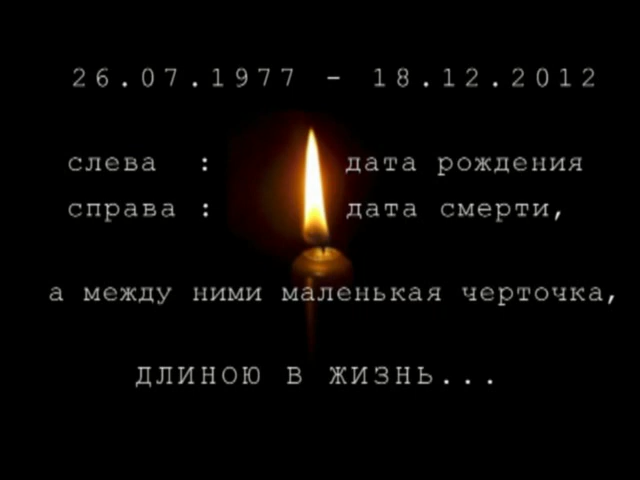 26.07.1977 - 18.12.2012
слева : дата рождения
справа : дата смерти,
а между ними маленькая черточка,
ДЛИНОЮ В ЖИЗНЬ...